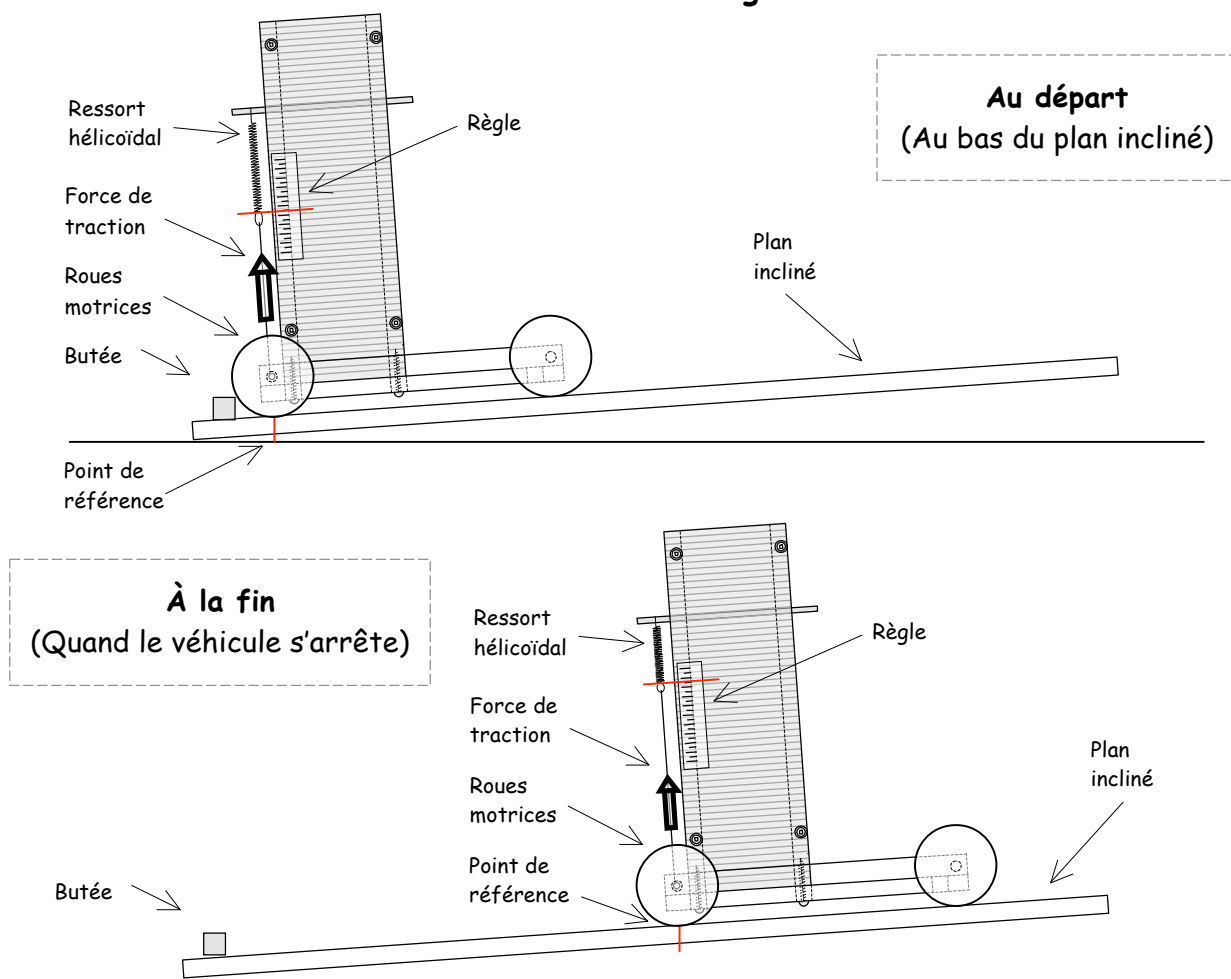 Au départ
(Au bas du plan incliné)
Ressort
hélicoïdal
Règle
Force de
traction
Plan
incliné
Roues
motrices
Butée
Point de
référence
À la fin
(Quand le véhicule s'arrête)
Ressort
hélicoïdal
Règle
Force de
traction
Plan
incliné
Roues
motrices
Point de
référence
Butée